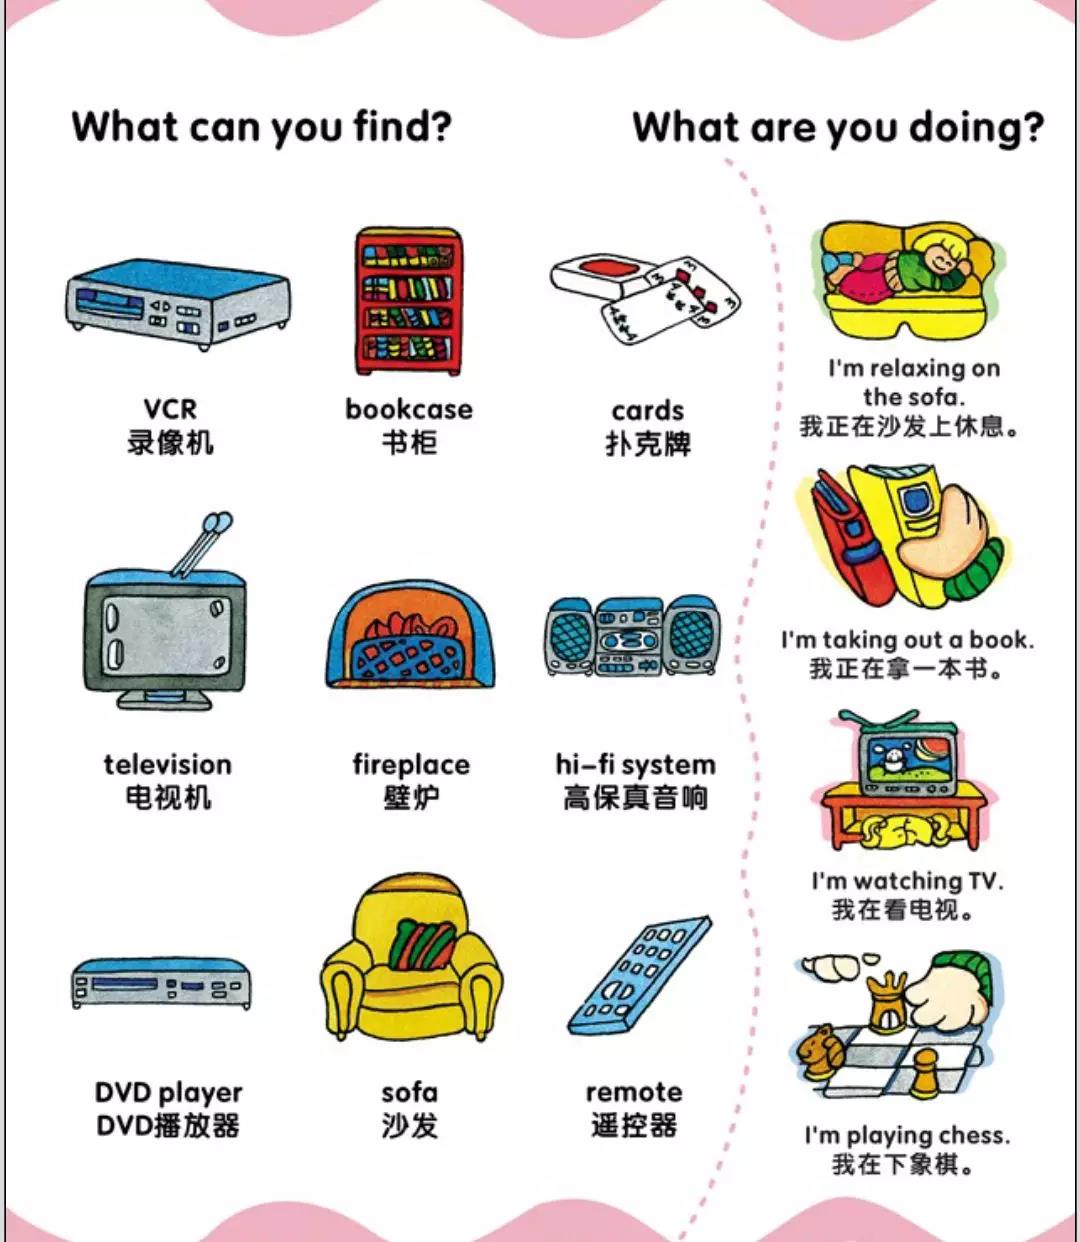 What can you find?
VCR
录像机
bookcase
书柜
cards
扑克牌
television
电视机
fireplace
壁炉
hi-fi system
高保真音响
DVD player
DVD播放器
sofa
沙发
remote
遥控器
What are you doing?
I'm relaxing on
the sofa.
我正在沙发上休息。
I'm taking out a book.
我正在拿一本书。
I'm watching TV.
我在看电视。
I'm playing chess.
我在下象棋。